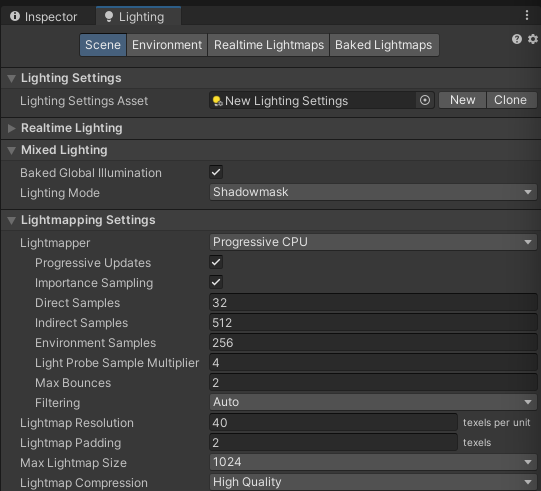 Inspector Lighting
Scene Environment Realtime Lightmaps Baked Lightmaps
Lighting Settings
Lighting Settings Asset New Lighting Settings New Clone
Realtime Lighting
Mixed Lighting
Baked Global Illumination
Lighting Mode Shadowmask
Lightmapping Settings
Lightmapper Progressive CPU
Progressive Updates
Importance Sampling
Direct Samples 32
Indirect Samples 512
Environment Samples 256
Light Probe Sample Multiplier 4
Max Bounces 2
Filtering Auto
Lightmap Resolution 40 texels per unit
Lightmap Padding 2 texels
Max Lightmap Size 1024
Lightmap Compression High Quality